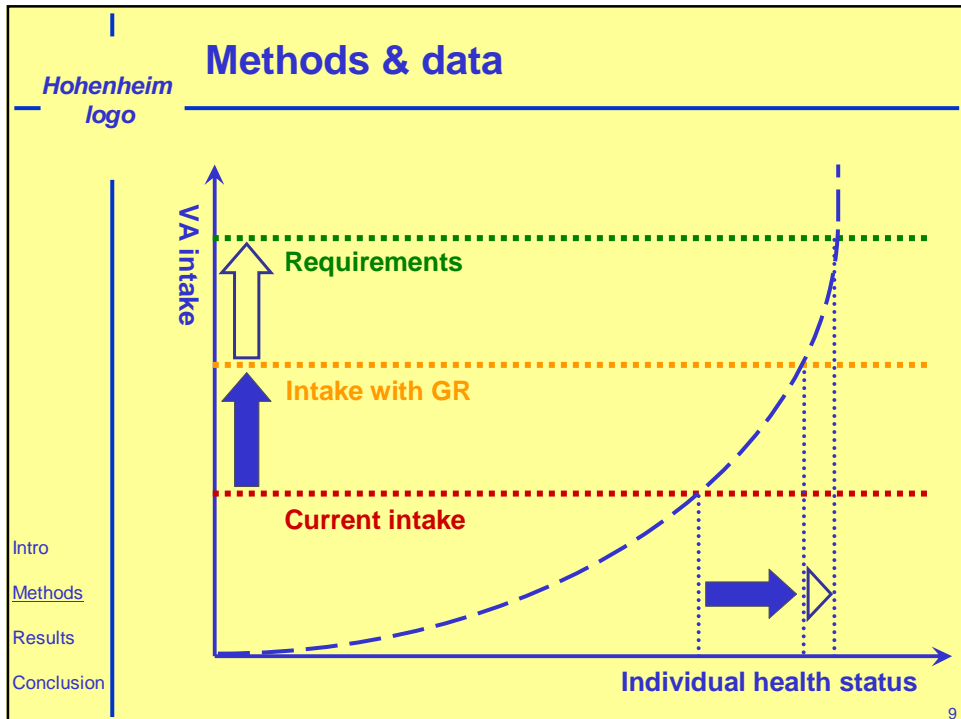 Methods & data
Hohenheim
logo
VA intake
Requirements
Intake with GR
Current intake
Intro
Methods
Results
Conclusion
Individual health status
9